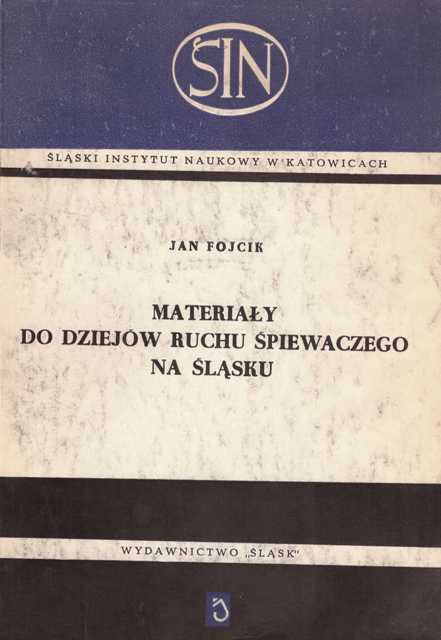 ŚIN
ŚLĄSKI INSTYTUT NAUKOWY W KATOWICACH
JAN FOJCIK
MATERIAŁY
DO DZIEJÓW RUCHU ŚPIEWACZEGO
NA ŚLĄSKU
WYDAWNICTWO „ŚLĄSK"